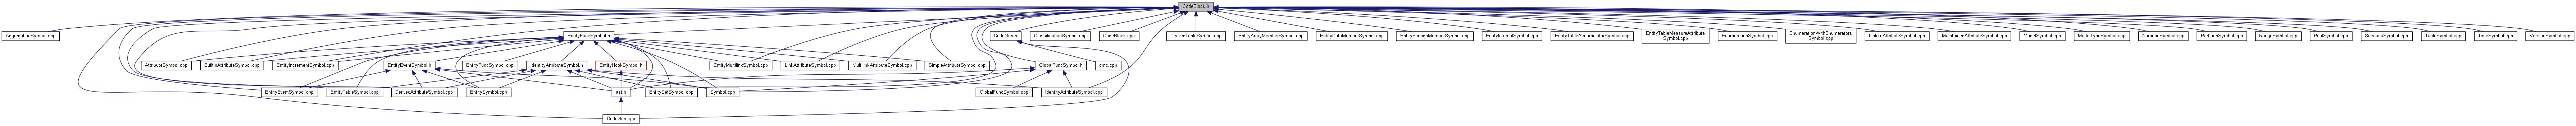 CodeBlock.h
AggregationSymbol.cpp
EntityFuncSymbol.h
CodeGen.h
ClassificationSymbol.cpp
CodeBlock.cpp
DerivedTableSymbol.cpp
EntityArrayMemberSymbol.cpp
EntityDataMemberSymbol.cpp
EntityForeignMemberSymbol.cpp
EntityInternalSymbol.cpp
EntityTableAccumulatorSymbol.cpp
EntityTableMeasureAttribute
Symbol.cpp
EnumerationSymbol.cpp
EnumerationWithEnumerators
Symbol.cpp
LinkToAttributeSymbol.cpp
MaintainedAttributeSymbol.cpp
ModelSymbol.cpp
ModelTypeSymbol.cpp
NumericSymbol.cpp
PartitionSymbol.cpp
RangeSymbol.cpp
RealSymbol.cpp
ScenarioSymbol.cpp
TableSymbol.cpp
TimeSymbol.cpp
VersionSymbol.cpp
AttributeSymbol.cpp
BuiltinAttributeSymbol.cpp
EntityIncrementSymbol.cpp
EntityEventSymbol.h
EntityFuncSymbol.cpp
IdentityAttributeSymbol.h
EntityHookSymbol.h
EntityMultilinkSymbol.cpp
LinkAttributeSymbol.cpp
MultilinkAttributeSymbol.cpp
SimpleAttributeSymbol.cpp
GlobalFuncSymbol.h
omc.cpp
EntityEventSymbol.cpp
EntityTableSymbol.cpp
DerivedAttributeSymbol.cpp
EntitySymbol.cpp
ast.h
EntitySetSymbol.cpp
Symbol.cpp
GlobalFuncSymbol.cpp
IdentityAttributeSymbol.cpp
CodeGen.cpp